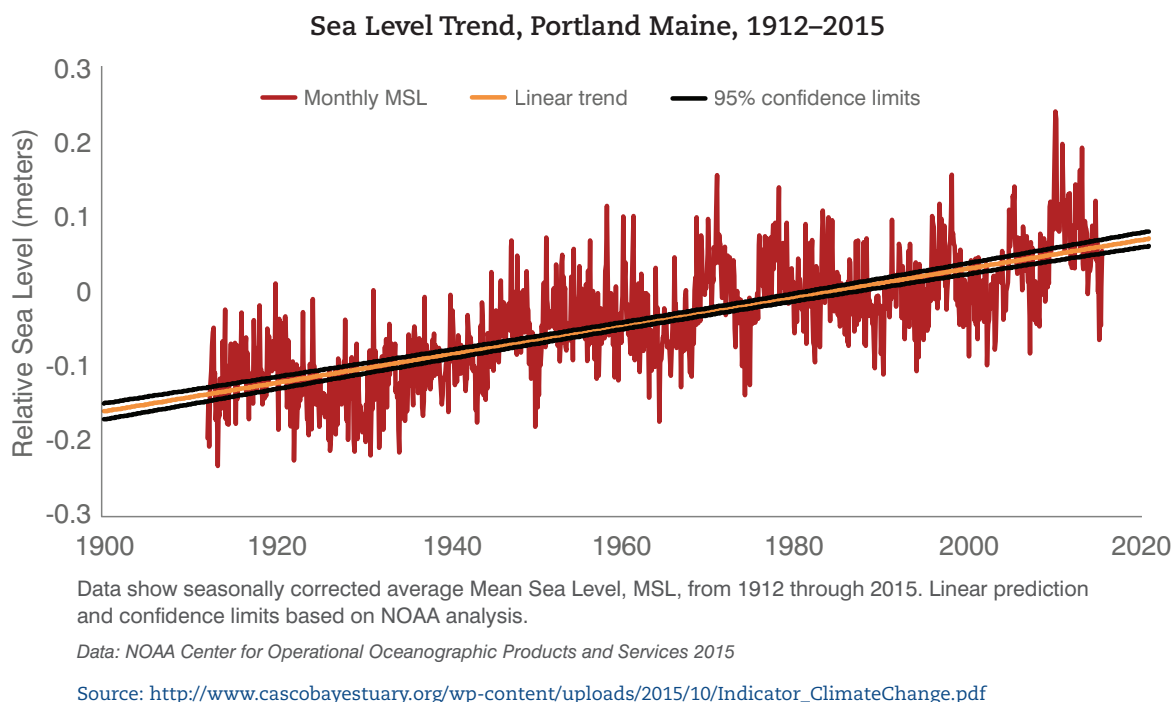 Sea Level Trend, Portland Maine, 1912–2015
0.3
Monthly MSL
Linear trend
95% confidence limits
0.2
0.1
0
-0.1
-0.2
-0.3
Relative Sea Level (meters)
1900
1920
1940
1960
1980
2000
2020
Data show seasonally corrected average Mean Sea Level, MSL, from 1912 through 2015. Linear prediction
and confidence limits based on NOAA analysis.
Data: NOAA Center for Operational Oceanographic Products and Services 2015
Source: http://www.cascobayestuary.org/wp-content/uploads/2015/10/Indicator_ClimateChange.pdf